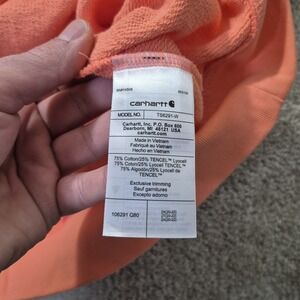 carhartt
MODEL NO. TS6291-W
Carhartt, Inc. P.O. Box 600
Dearborn, MI 48121 USA
carhartt.com
Made in Vietnam
Fabriqué au Vietnam
Hecho en Vietnam
75% Cotton/25% TENCEL™ Lyocell
75% Coton/25% Lyocell TENCEL™
75% Algodón/25% Lyocell de
TENCEL™
Exclusive trimming
Sauf garnitures
Excepto adorno
106291 Q80